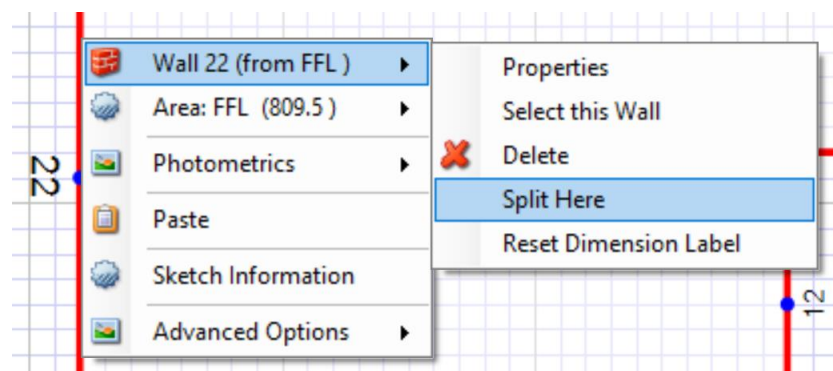 Wall 22 (from FFL )
Area: FFL (809.5 )
Photometrics
Paste
Sketch Information
Advanced Options
Properties
Select this Wall
Delete
Split Here
Reset Dimension Label
22
12